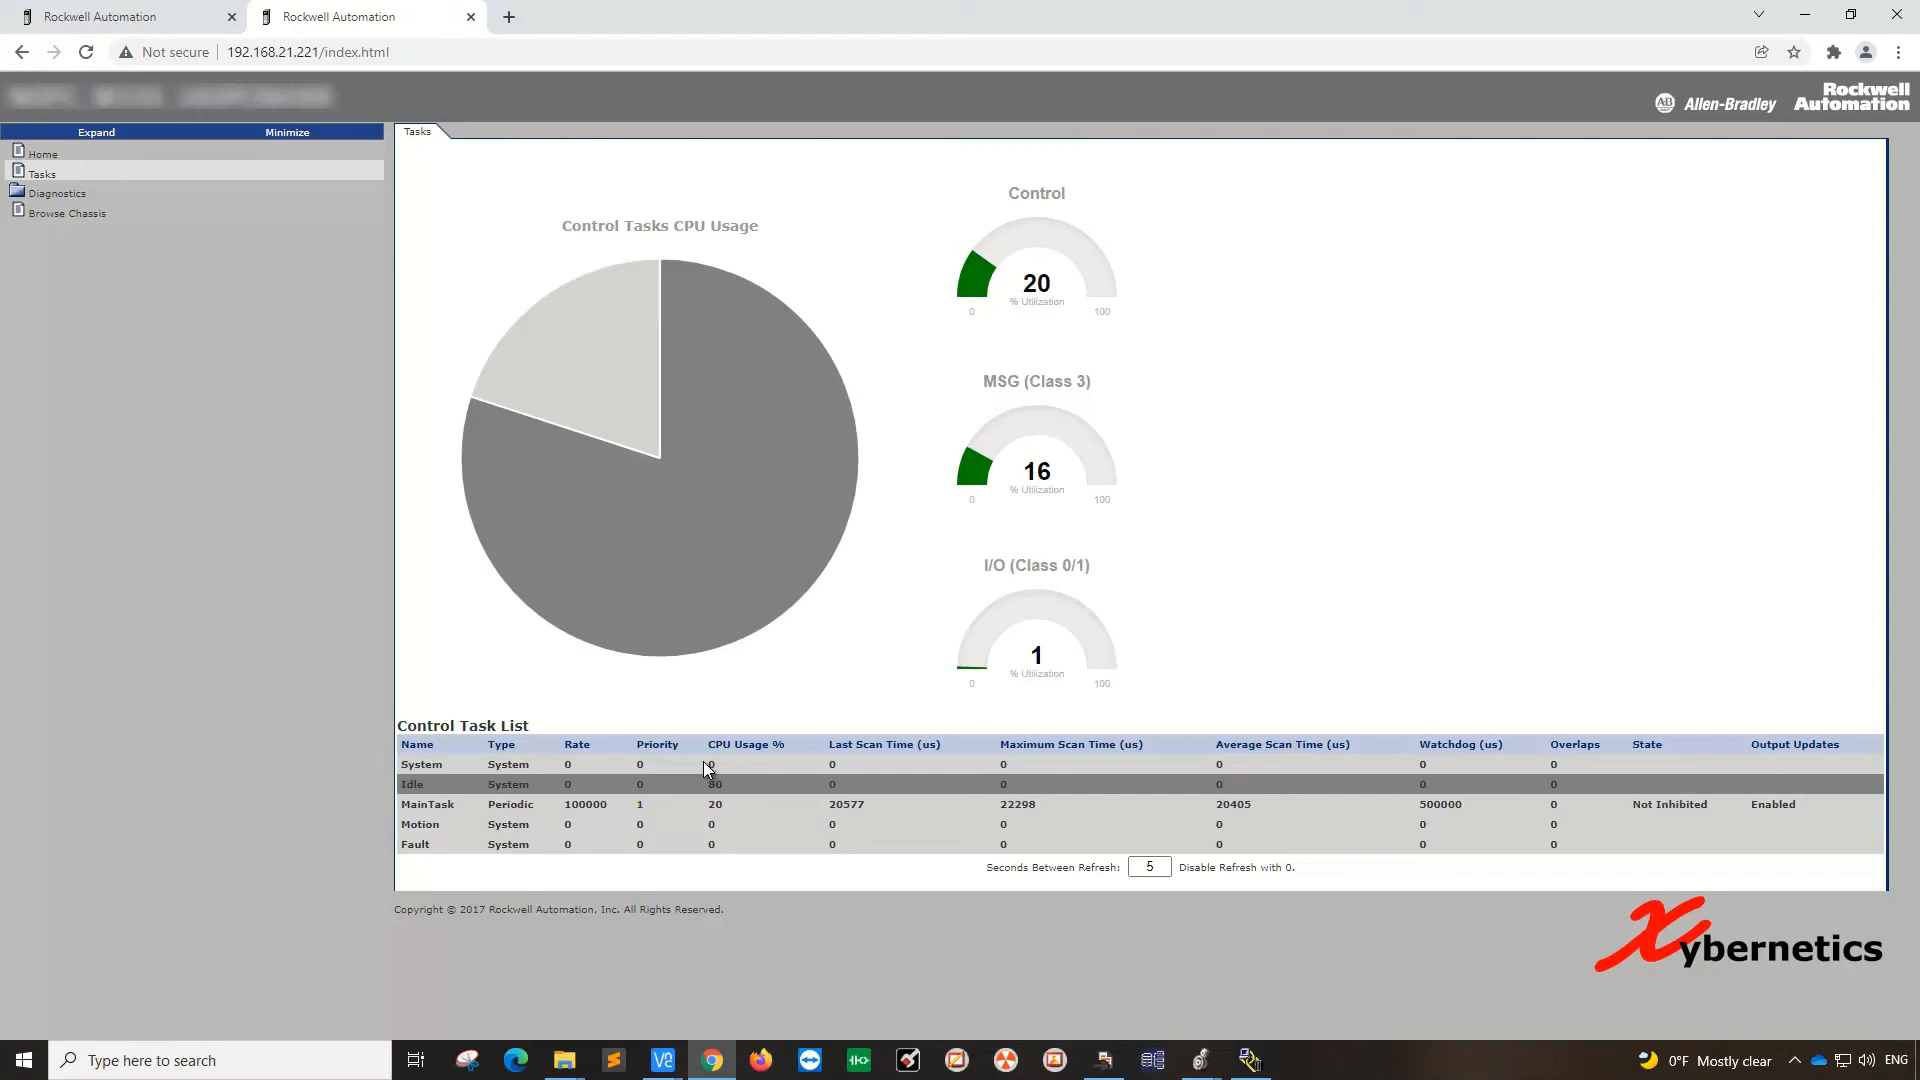 Rockwell Automation
Rockwell Automation
Not secure 192.168.21.221/index.html
AB Allen-Bradley Rockwell Automation
Expand Minimize
Home
Tasks
Diagnostics
Browse Chassis
Tasks
Control Tasks CPU Usage
Control
20
% Utilization
0 100
MSG (Class 3)
16
% Utilization
0 100
I/O (Class 0/1)
1
% Utilization
0 100
Control Task List
Name Type Rate Priority CPU Usage % Last Scan Time (us) Maximum Scan Time (us) Average Scan Time (us) Watchdog (us) Overlaps State Output Updates
System System 0 0 0 0 0 0 0 0
Idle System 0 0 80 0 0 0 0 0
MainTask Periodic 100000 1 20 20577 22298 20405 500000 0 Not Inhibited Enabled
Motion System 0 0 0 0 0 0 0 0
Fault System 0 0 0 0 0 0 0 0
Seconds Between Refresh: 5 Disable Refresh with 0.
Copyright © 2017 Rockwell Automation, Inc. All Rights Reserved.
Xybernetics
Type here to search
0°F Mostly clear
ENG